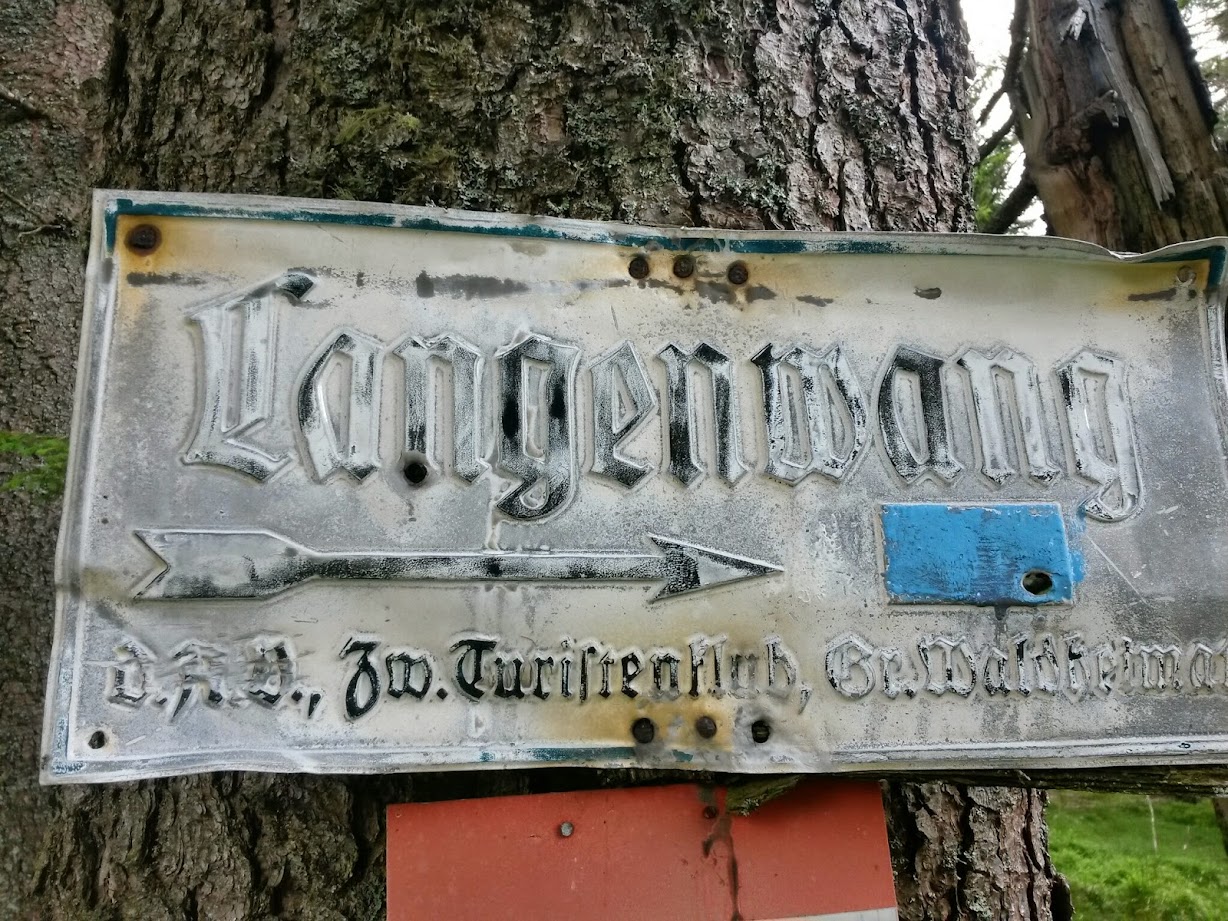 Langenwang
D.A.V., Zw. Turistenklub, Gr. Waldheimat